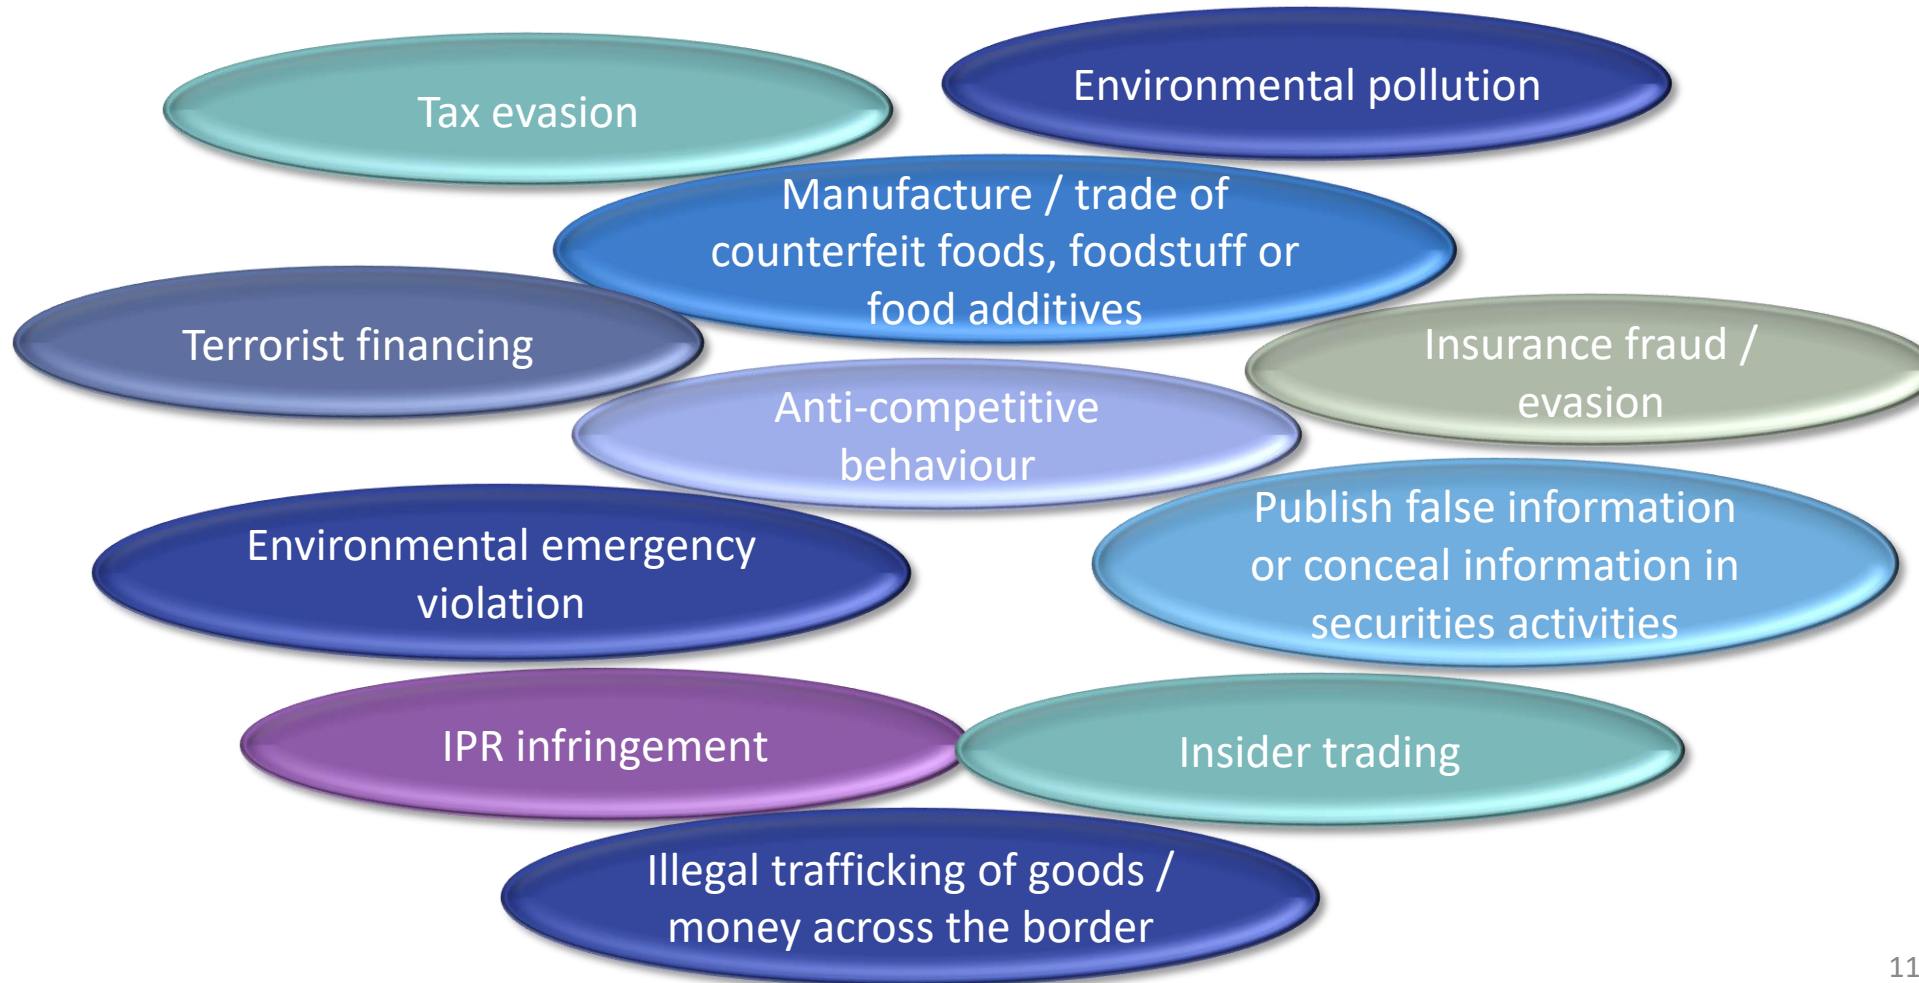 Tax evasion
Environmental pollution
Manufacture / trade of
counterfeit foods, foodstuff or
food additives
Terrorist financing
Insurance fraud /
evasion
Anti-competitive
behaviour
Environmental emergency
violation
Publish false information
or conceal information in
securities activities
IPR infringement
Insider trading
Illegal trafficking of goods /
money across the border
11